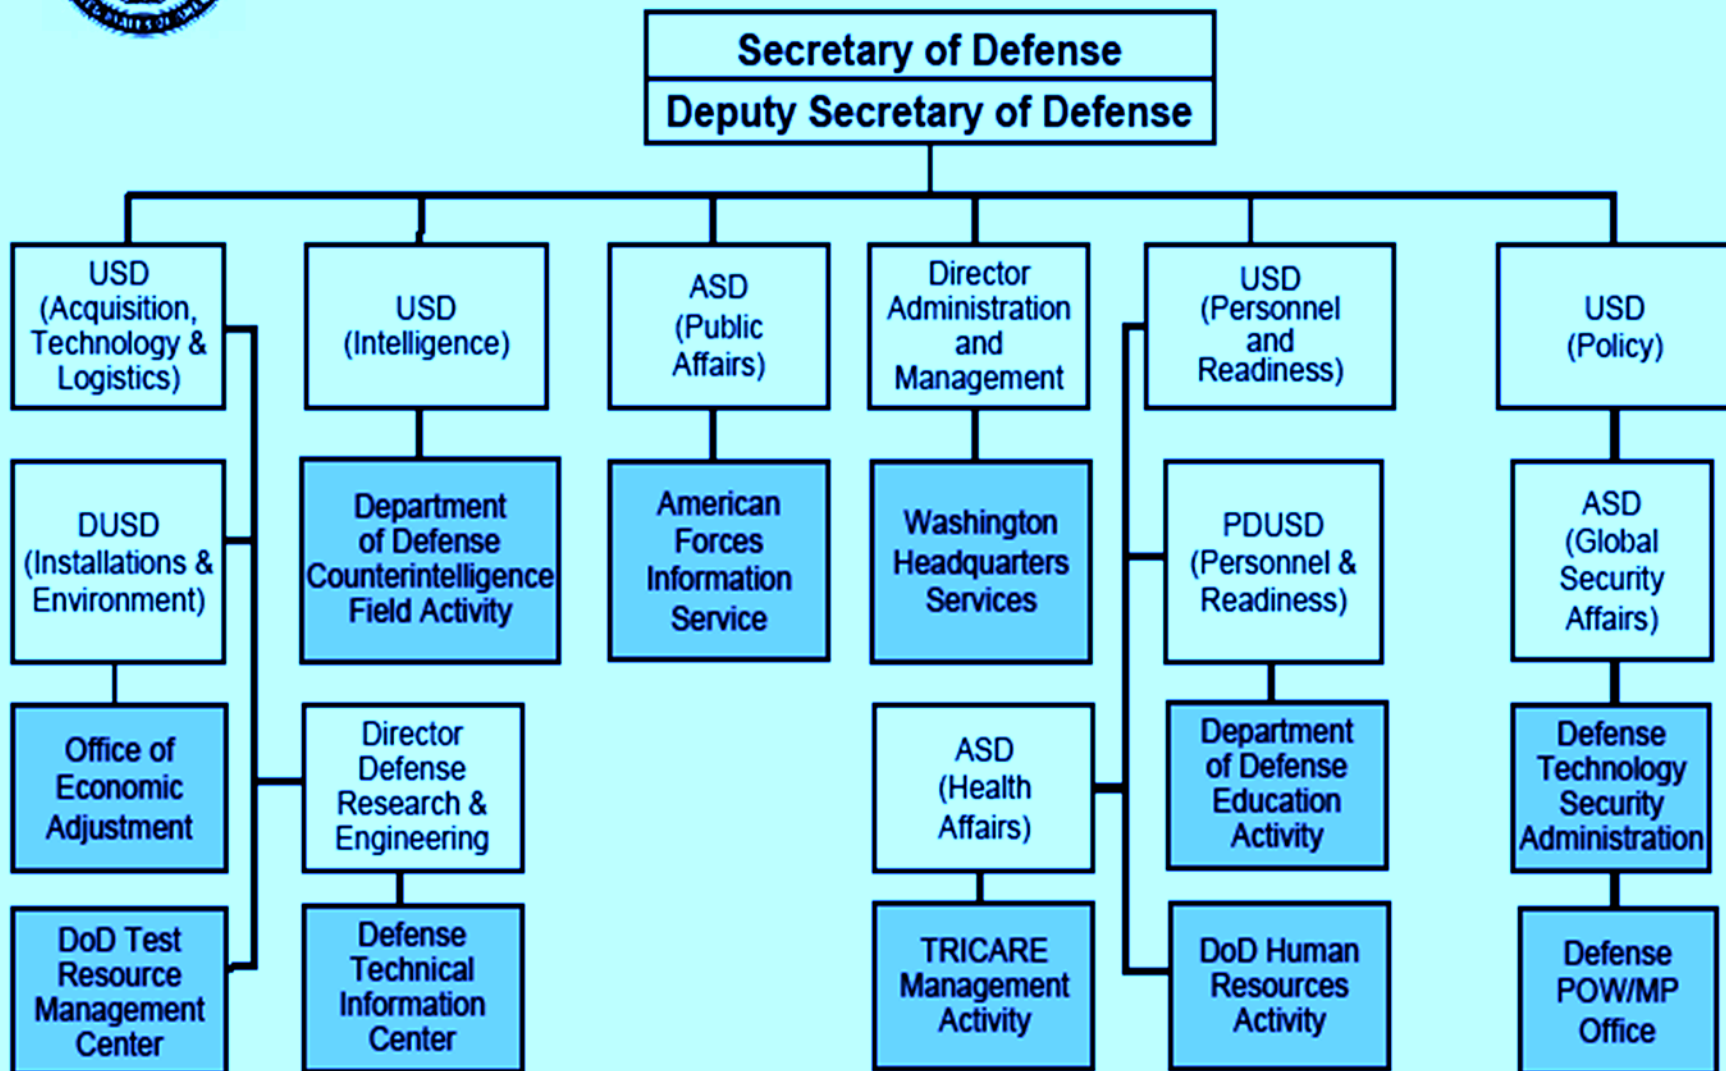 Secretary of Defense
Deputy Secretary of Defense
USD
(Acquisition,
Technology &
Logistics)
USD
(Intelligence)
ASD
(Public
Affairs)
Director
Administration
and
Management
USD
(Personnel
and
Readiness)
USD
(Policy)
DUSD
(Installations &
Environment)
Department
of Defense
Counterintelligence
Field Activity
American
Forces
Information
Service
Washington
Headquarters
Services
PDUSD
(Personnel &
Readiness)
ASD
(Global
Security
Affairs)
Office of
Economic
Adjustment
Director
Defense
Research &
Engineering
ASD
(Health
Affairs)
Department
of Defense
Education
Activity
Defense
Technology
Security
Administration
DoD Test
Resource
Management
Center
Defense
Technical
Information
Center
TRICARE
Management
Activity
DoD Human
Resources
Activity
Defense
POW/MP
Office